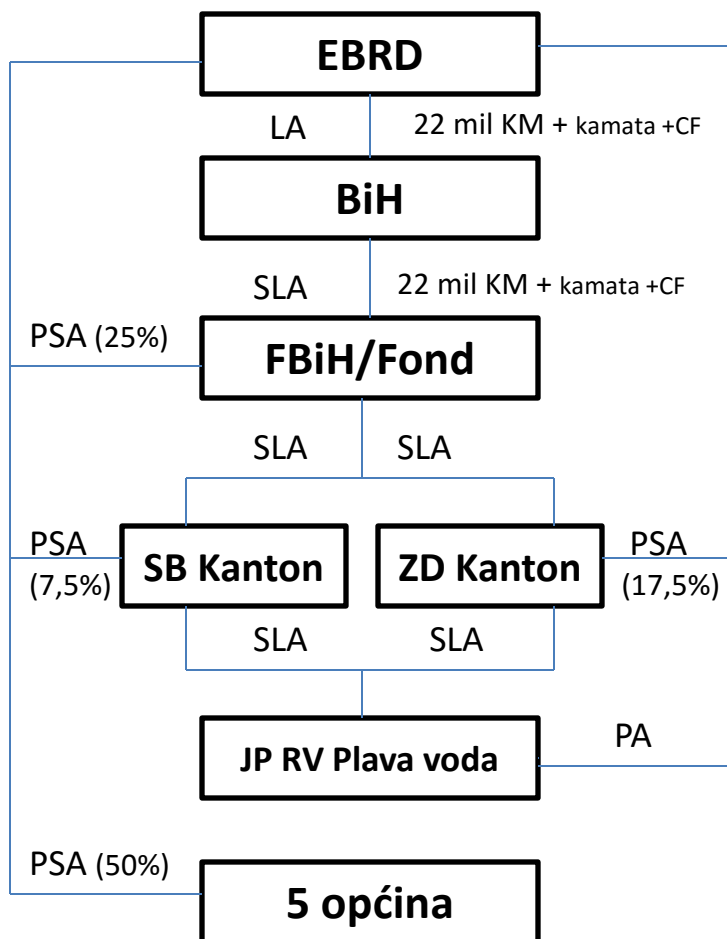 EBRD
LA
22 mil KM + kamata +CF
BiH
SLA
22 mil KM + kamata +CF
PSA (25%)
FBiH/Fond
SLA
SLA
PSA
(7,5%)
SB Kanton
ZD Kanton
PSA
(17,5%)
SLA
SLA
JP RV Plava voda
PA
PSA (50%)
5 općina